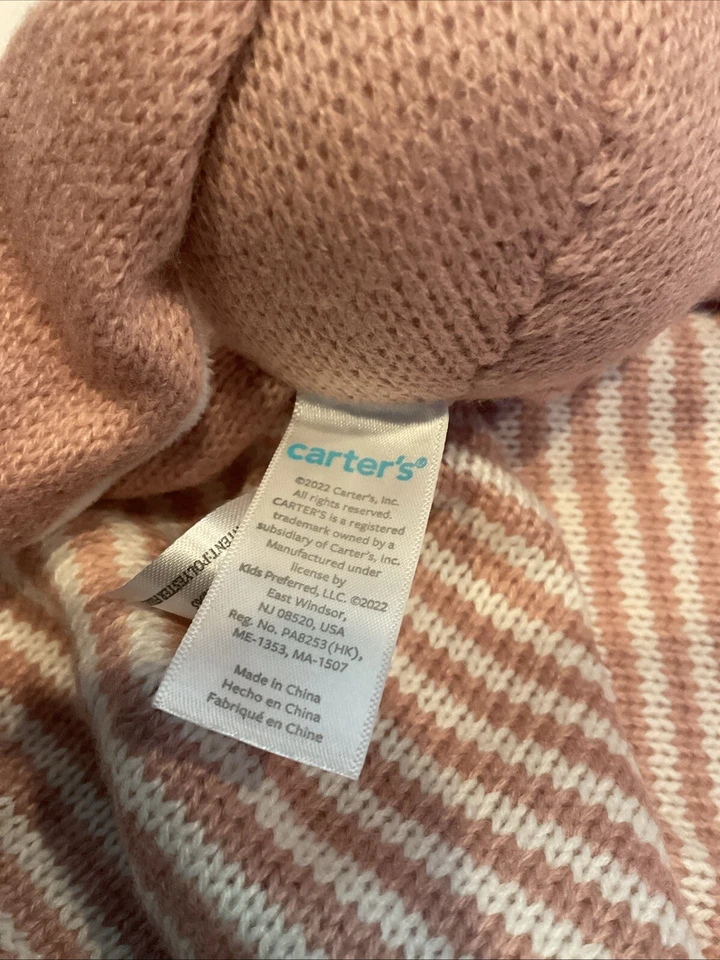 carter's®
©2022 Carter's, Inc.
All rights reserved.
CARTER'S is a registered
trademark owned by a
subsidiary of Carter's, Inc.
Manufactured under
license by
Kids Preferred, LLC. ©2022
East Windsor,
NJ 08520, USA
Reg. No. PA8253(HK),
ME-1353, MA-1507
Made in China
Hecho en China
Fabriqué en Chine
TENT:POLYESTER